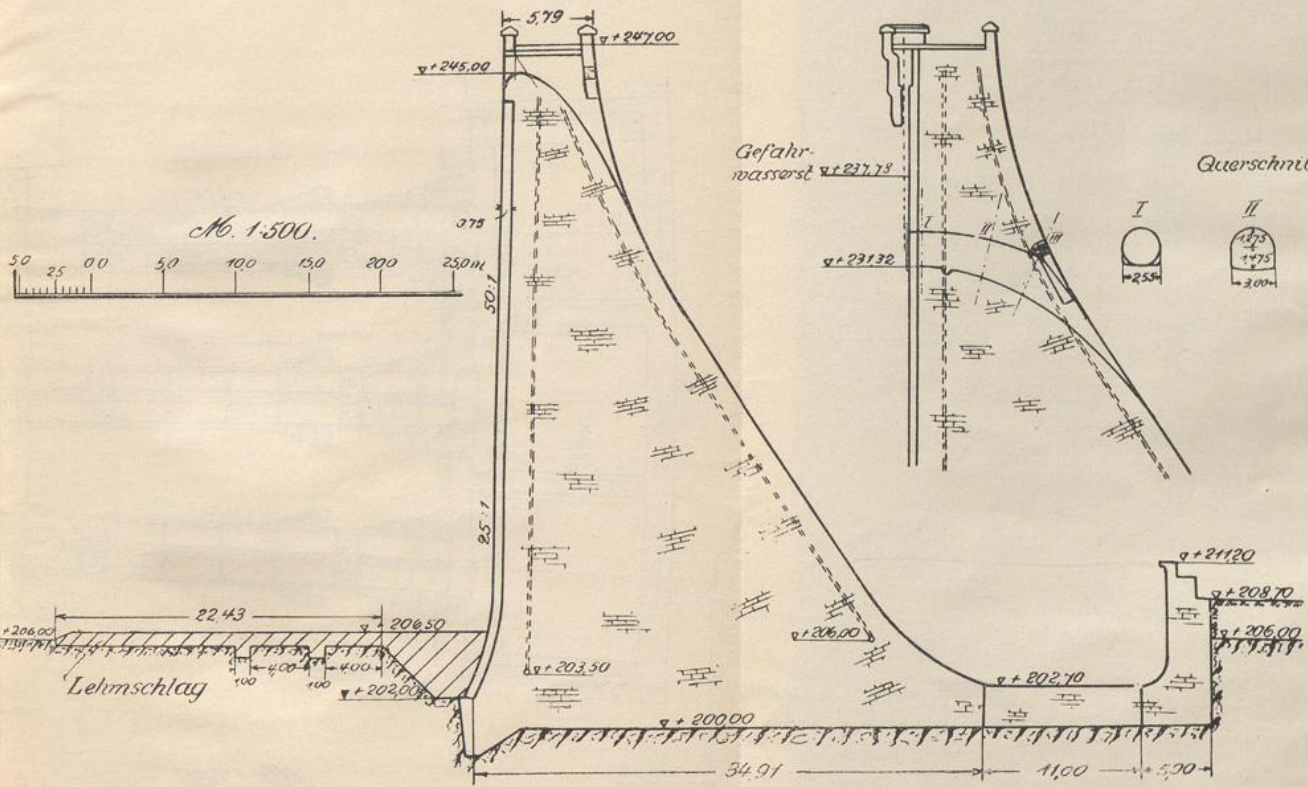 5,79
▽ +247,00
▽ +245,00
M. 1:500.
5,0 2,5 0,0 5,0 10,0 15,0 20,0 25,0 m
0,75
50:1
25:1
22,43
+206,00
▽ +206,50
1,00 4,00 1,00 4,00
Lehmschlag
▼ +202,00
▽ +203,50
▽ +206,00
▽ +202,70
▽ +200,00
34,91
11,00
▽ +211,20
▽ +208,70
▽ +206,00
Gefahr-
wasserst
▽ +237,73
▽ +231,32
I
II
I
III
I
2,55
II
1,275
1,475
3,00